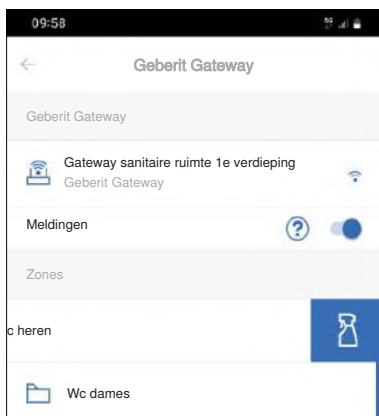 09:58
Geberit Gateway
Geberit Gateway
Gateway sanitaire ruimte 1e verdieping
Geberit Gateway
Meldingen
Zones
c heren
Wc dames